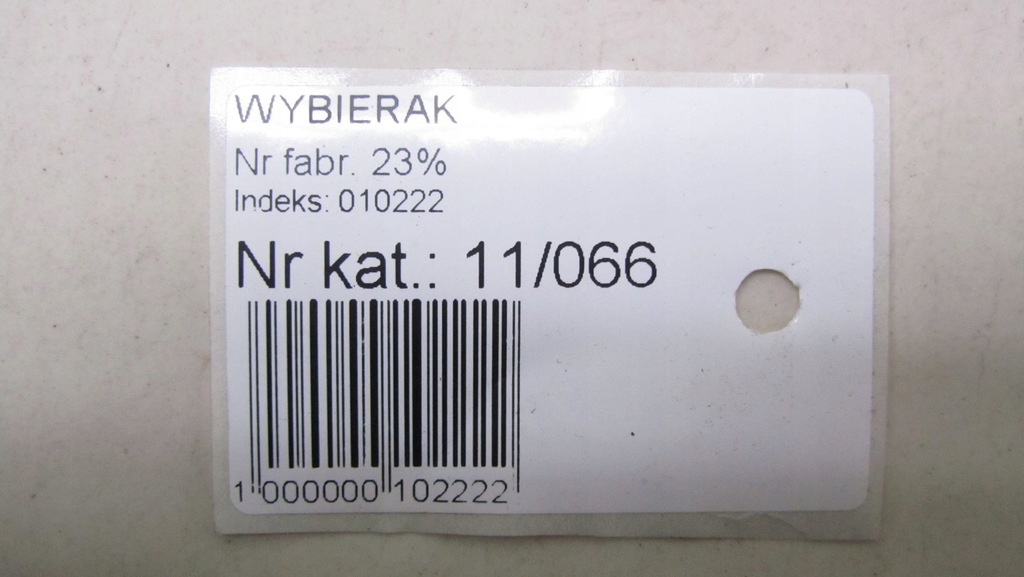 WYBIERAK
Nr fabr. 23%
Indeks: 010222
Nr kat.: 11/066
1 000000 102222